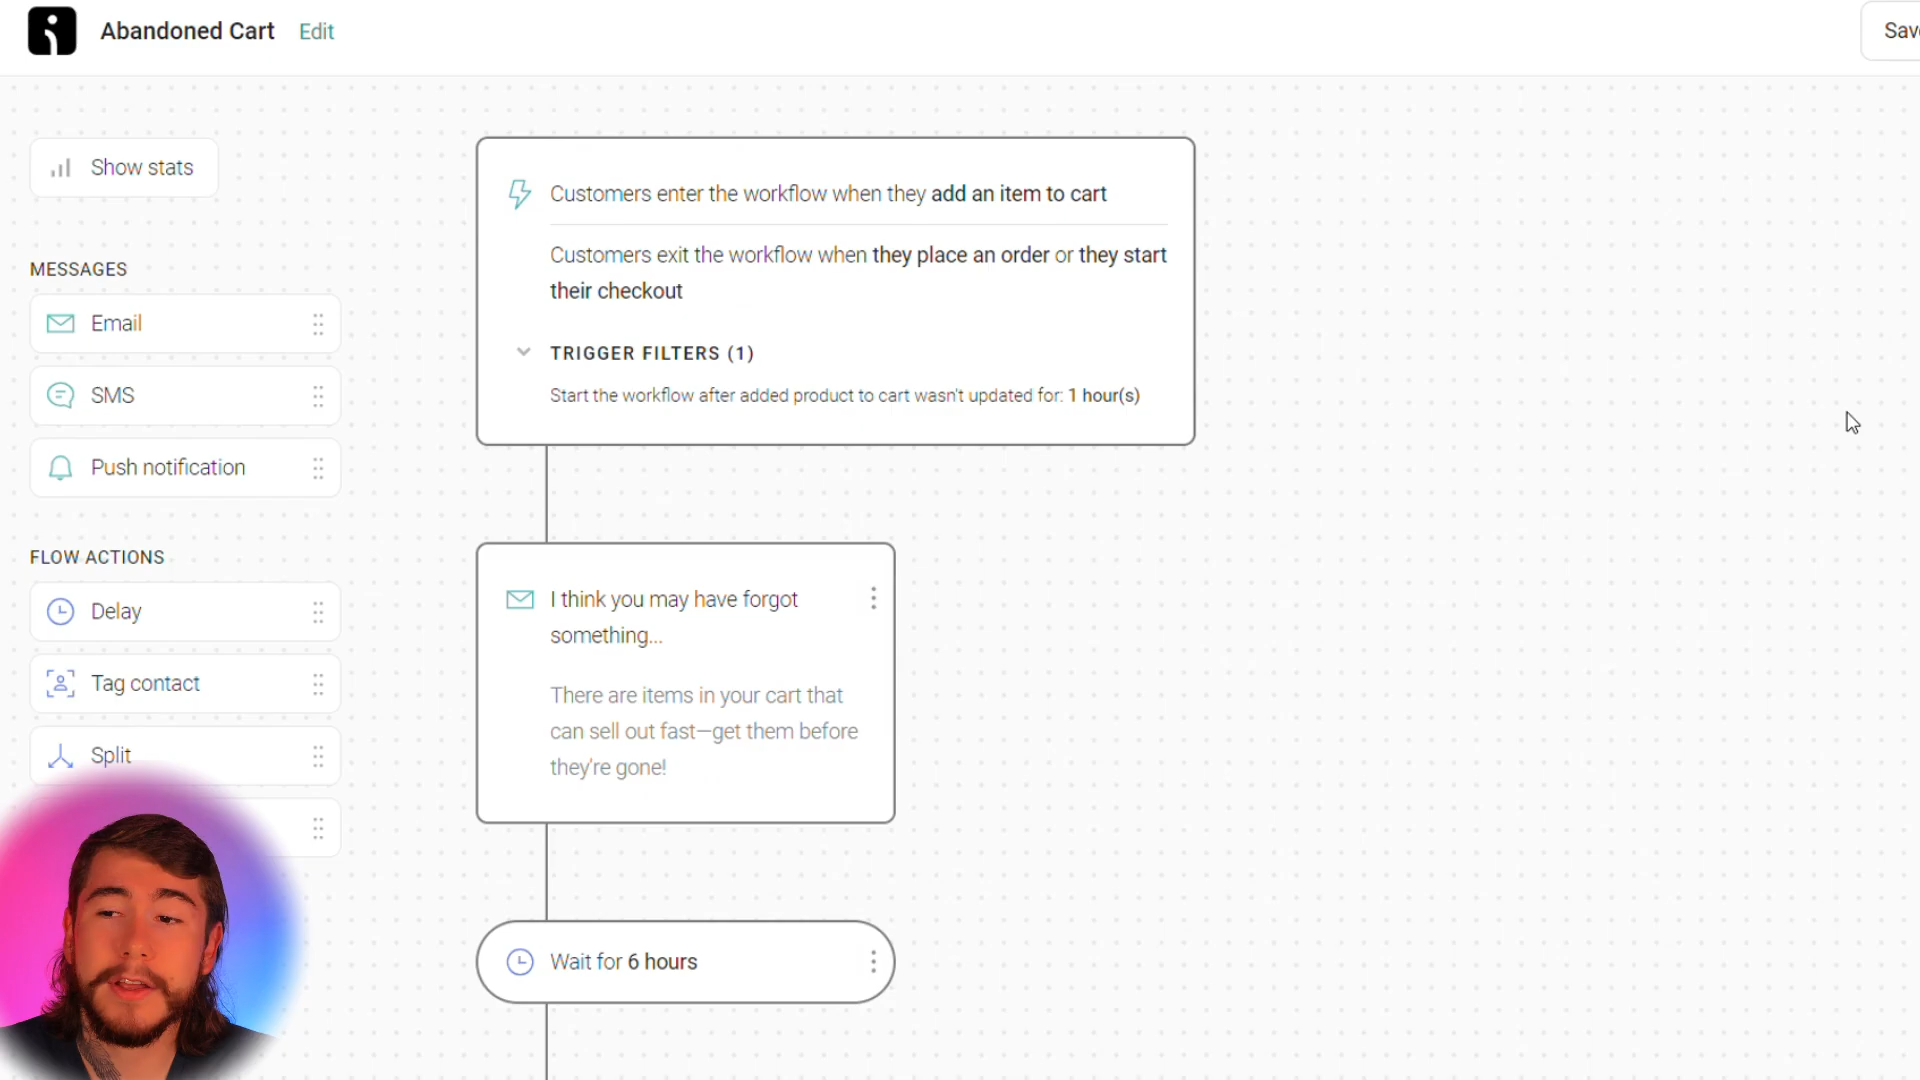 Abandoned Cart Edit
Show stats
MESSAGES
Email
SMS
Push notification
FLOW ACTIONS
Delay
Tag contact
Split
Customers enter the workflow when they add an item to cart
Customers exit the workflow when they place an order or they start
their checkout
TRIGGER FILTERS (1)
Start the workflow after added product to cart wasn't updated for: 1 hour(s)
I think you may have forgot
something...
There are items in your cart that
can sell out fast—get them before
they're gone!
Wait for 6 hours